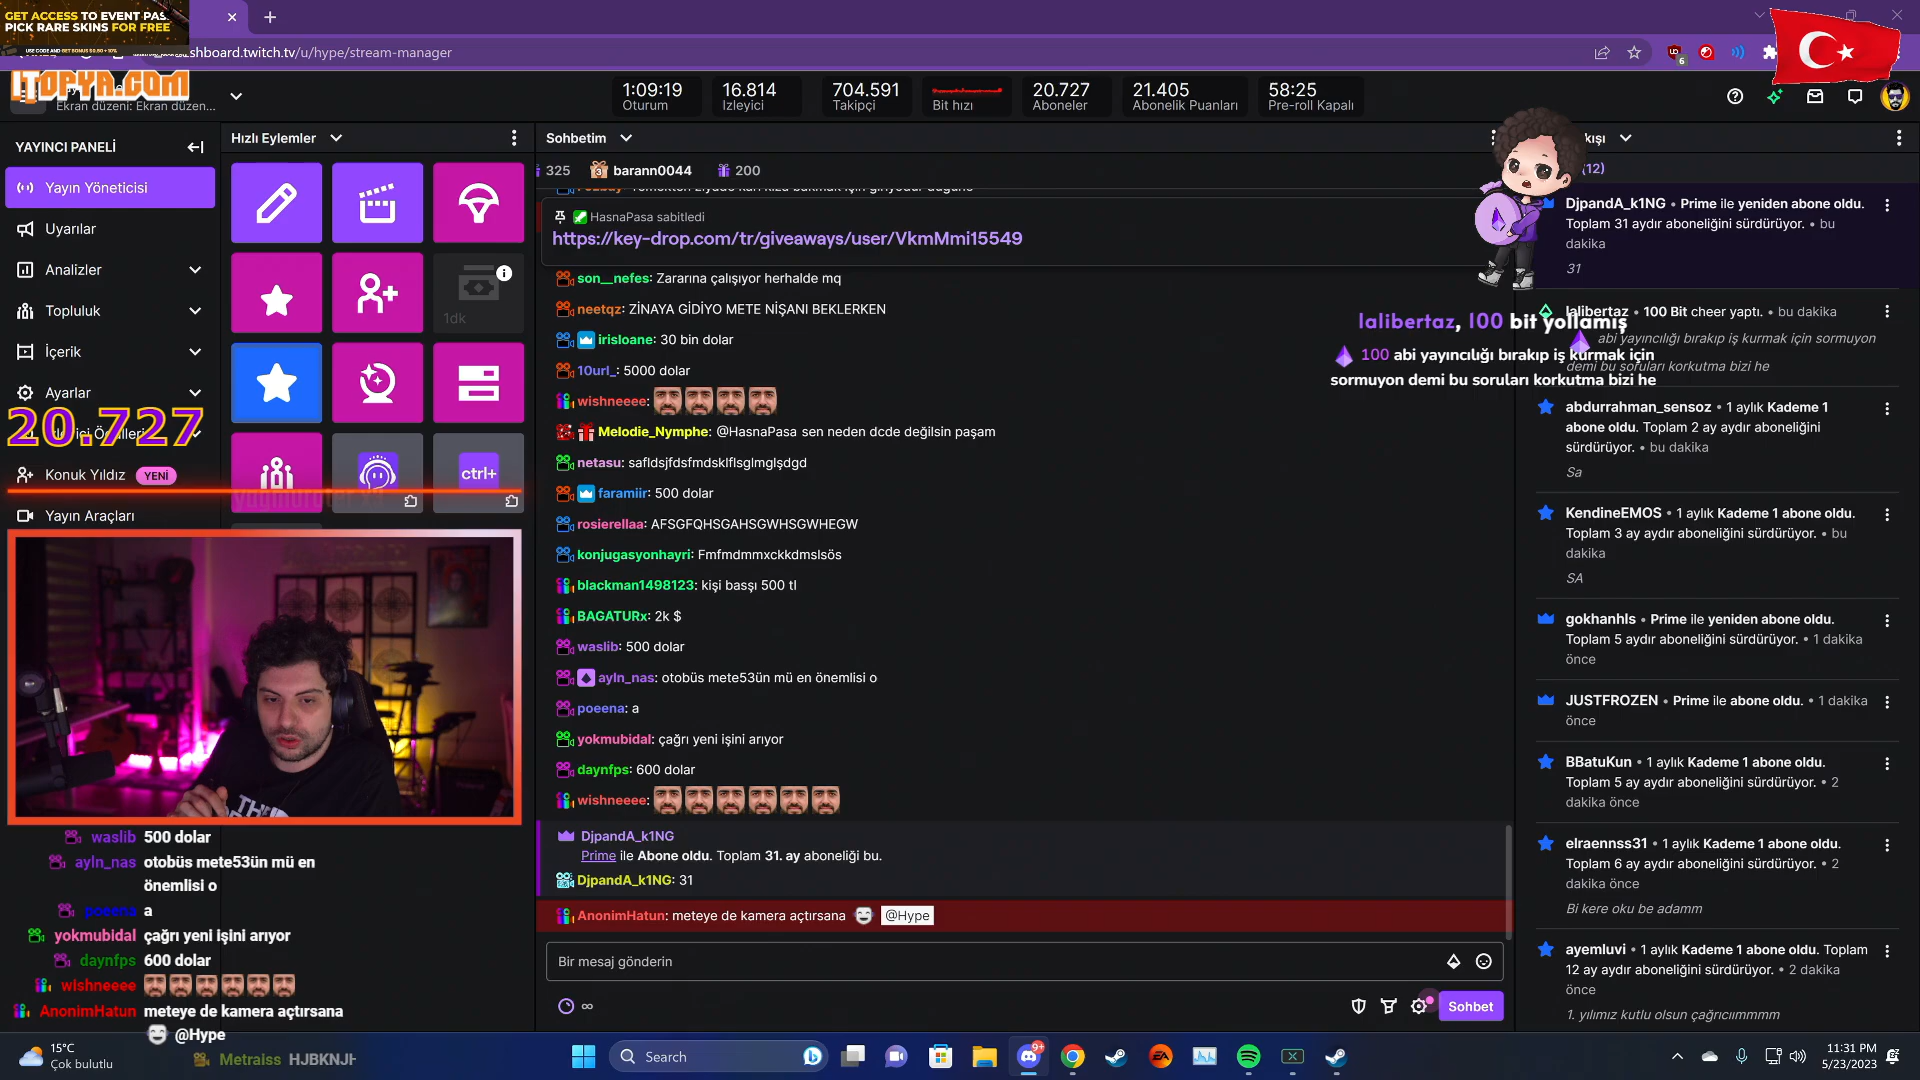 GET ACCESS TO EVENT PAS
PICK RARE SKINS FOR FREE
USE CODE AND GET BONUS $0.50 + 10%
shboard.twitch.tv/u/hype/stream-manager
6
İTOPYA.COM
Ekran düzeni: Ekran düzen...
1:09:19
Oturum
16.814
İzleyici
704.591
Takipçi
Bit hızı
20.727
Aboneler
21.405
Abonelik Puanları
58:25
Pre-roll Kapalı
YAYINCI PANELİ
Yayın Yöneticisi
Uyarılar
Analizler
Topluluk
İçerik
Ayarlar
20.727
Konuk Yıldız YENİ
Yayın Araçları
Hızlı Eylemler
1dk
ctrl+
Sohbetim
325 barann0044 200
HasnaPasa sabitledi
https://key-drop.com/tr/giveaways/user/VkmMmi15549
son__nefes: Zararına çalışıyor herhalde mq
neetqz: ZİNAYA GİDİYO METE NİŞANI BEKLERKEN
irisloane: 30 bin dolar
10url_: 5000 dolar
wishneeee:
Melodie_Nymphe: @HasnaPasa sen neden dcde değilsin paşam
netasu: safldsjfdsfmdsklflsglmglşdgd
faramiir: 500 dolar
rosierellaa: AFSGFQHSGAHSGWHSGWHEGW
konjugasyonhayri: Fmfmdmmxckkdmslsös
blackman1498123: kişi başşı 500 tl
BAGATURx: 2k $
waslib: 500 dolar
ayln_nas: otobüs mete53ün mü en önemlisi o
poeena: a
yokmubidal: çağrı yeni işini arıyor
daynfps: 600 dolar
wishneeee:
DjpandA_k1NG
Prime ile Abone oldu. Toplam 31. ay aboneliği bu.
DjpandA_k1NG: 31
AnonimHatun: meteye de kamera açtırsana @Hype
Bir mesaj gönderin
∞
Sohbet
kışı
(12)
DjpandA_k1NG • Prime ile yeniden abone oldu.
Toplam 31 aydır aboneliğini sürdürüyor. • bu
dakika
31
lalibertaz • 100 Bit cheer yaptı. • bu dakika
abi yayıncılığı bırakıp iş kurmak için sormuyon
demi bu soruları korkutma bizi he
lalibertaz, 100 bit yollamış
100 abi yayıncılığı bırakıp iş kurmak için
sormuyon demi bu soruları korkutma bizi he
abdurrahman_sensoz • 1 aylık Kademe 1
abone oldu. Toplam 2 ay aydır aboneliğini
sürdürüyor. • bu dakika
Sa
KendineEMOS • 1 aylık Kademe 1 abone oldu.
Toplam 3 ay aydır aboneliğini sürdürüyor. • bu
dakika
SA
gokhanhls • Prime ile yeniden abone oldu.
Toplam 5 aydır aboneliğini sürdürüyor. • 1 dakika
önce
JUSTFROZEN • Prime ile abone oldu. • 1 dakika
önce
BBatuKun • 1 aylık Kademe 1 abone oldu.
Toplam 5 ay aydır aboneliğini sürdürüyor. • 2
dakika önce
elraennss31 • 1 aylık Kademe 1 abone oldu.
Toplam 6 ay aydır aboneliğini sürdürüyor. • 2
dakika önce
Bi kere oku be adamm
ayemluvi • 1 aylık Kademe 1 abone oldu. Toplam
12 ay aydır aboneliğini sürdürüyor. • 2 dakika
önce
1. yılımız kutlu olsun çağrıcıımmmm
waslib 500 dolar
ayln_nas otobüs mete53ün mü en
önemlisi o
poeena a
yokmubidal çağrı yeni işini arıyor
daynfps 600 dolar
wishneeee
AnonimHatun meteye de kamera açtırsana
@Hype
Metraiss HJBKNJH
15°C
Çok bulutlu
Search
9+
EA
11:31 PM
5/23/2023